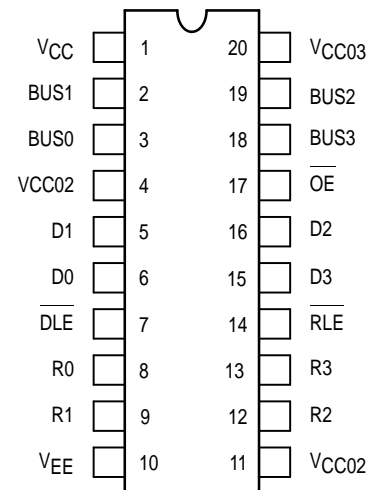 VCC 1 20 VCC03
BUS1 2 19 BUS2
BUS0 3 18 BUS3
VCC02 4 17 OE
D1 5 16 D2
D0 6 15 D3
DLE 7 14 RLE
R0 8 13 R3
R1 9 12 R2
VEE 10 11 VCC02